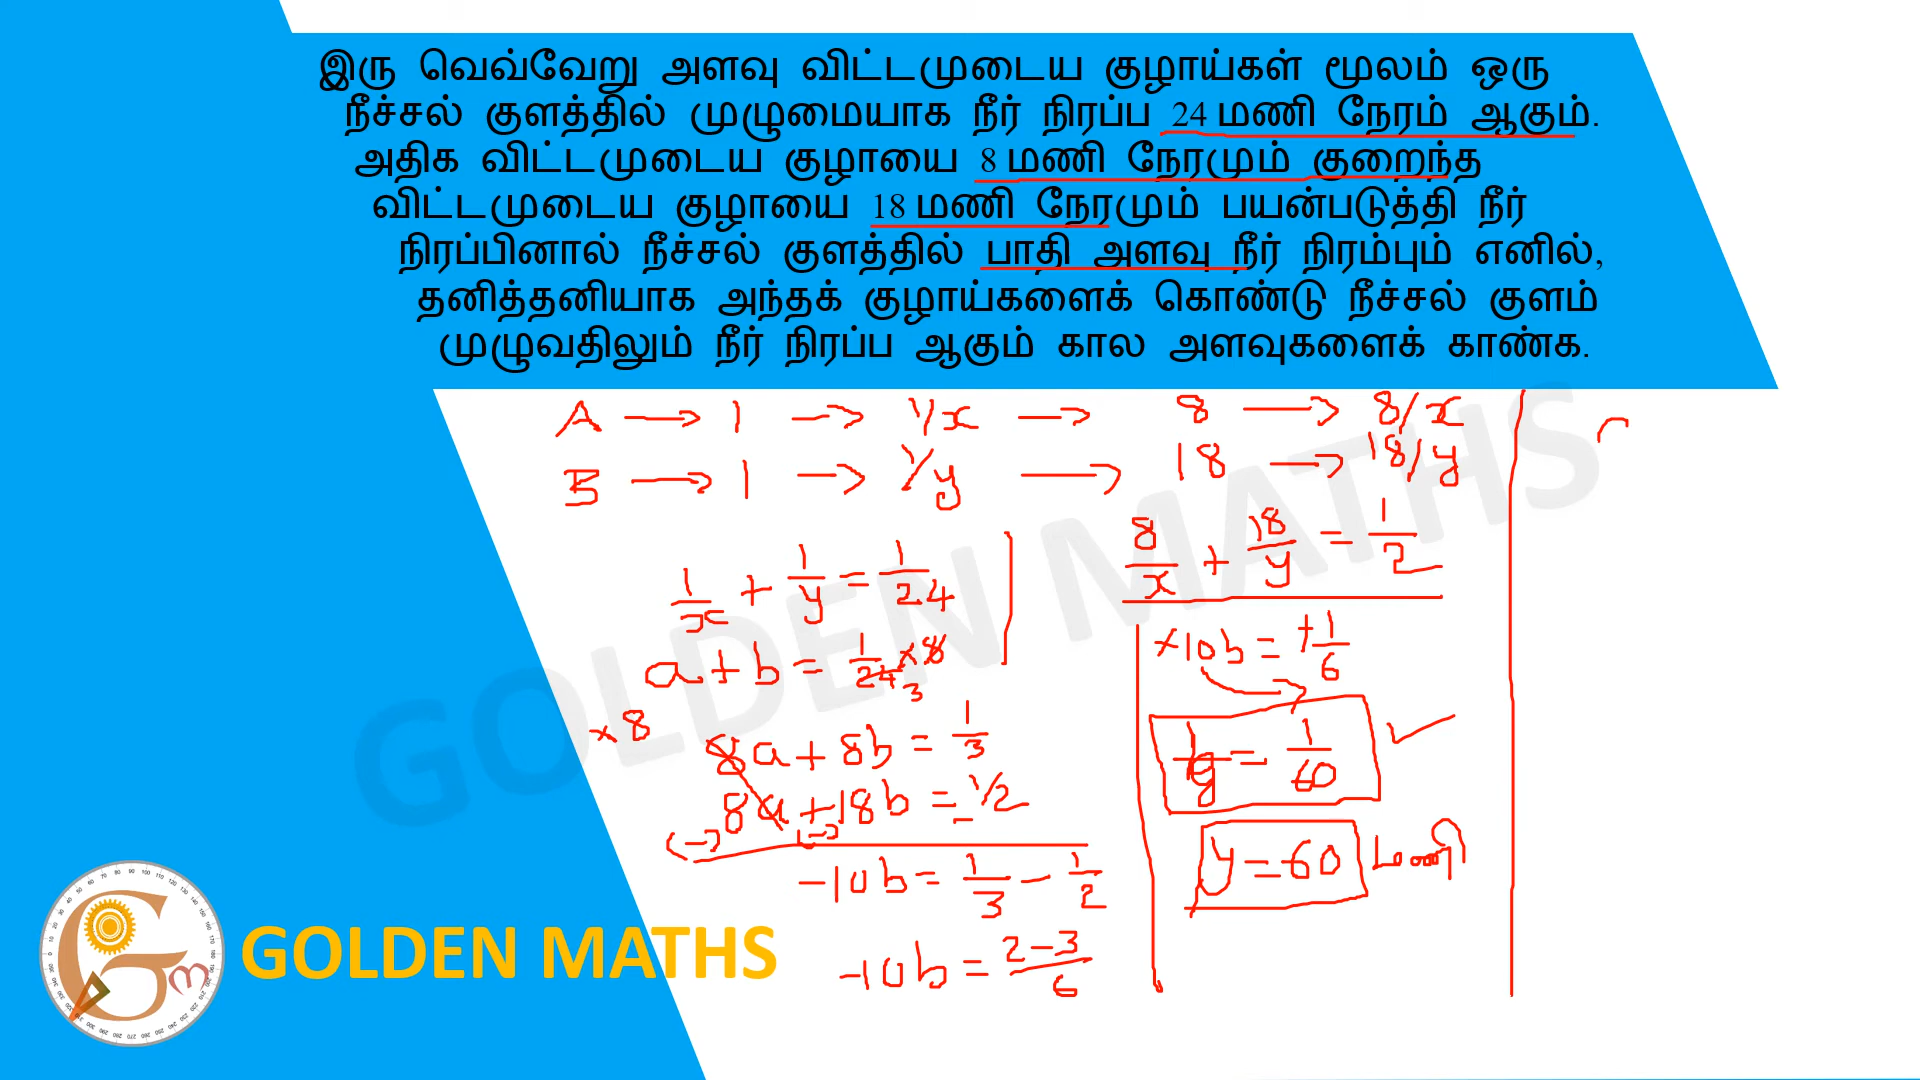 இரு வெவ்வேறு அளவு விட்டமுடைய குழாய்கள் மூலம் ஒரு
நீச்சல் குளத்தில் முழுமையாக நீர் நிரப்ப 24 மணி நேரம் ஆகும்.
அதிக விட்டமுடைய குழாயை 8 மணி நேரமும் குறைந்த
விட்டமுடைய குழாயை 18 மணி நேரமும் பயன்படுத்தி நீர்
நிரப்பினால் நீச்சல் குளத்தில் பாதி அளவு நீர் நிரம்பும் எனில்,
தனித்தனியாக அந்தக் குழாய்களைக் கொண்டு நீச்சல் குளம்
முழுவதிலும் நீர் நிரப்ப ஆகும் கால அளவுகளைக் காண்க.
A → 1 → 1/x → 8 → 8/x
B → 1 → 1/y → 18 → 18/y
1/x + 1/y = 1/24
a + b = 1/24 × 8
3
× 8
8a + 8b = 1/3
8a + 18b = 1/2
(-) (-) -
-10b = 1/3 - 1/2
-10b = 2-3/6
8/x + 18/y = 1/2
+10b = +1/6
1/y = 1/60
y = 60 மணி
GOLDEN MATHS
GOLDEN MATHS